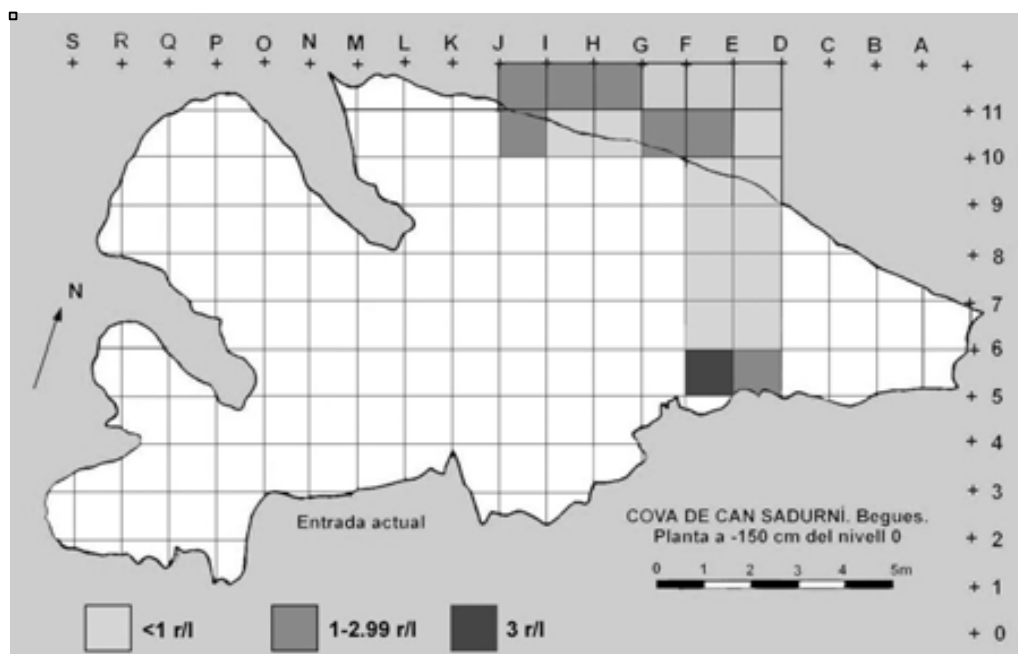 S R Q P O N M L K J I H G F E D C B A
11
10
9
8
N
7
6
5
4
3
Entrada actual
COVA DE CAN SADURNÍ. Begues.
Planta a -150 cm del nivell 0
2
0 1 2 3 4 5m
1
<1 r/l 1-2.99 r/l 3 r/l
0